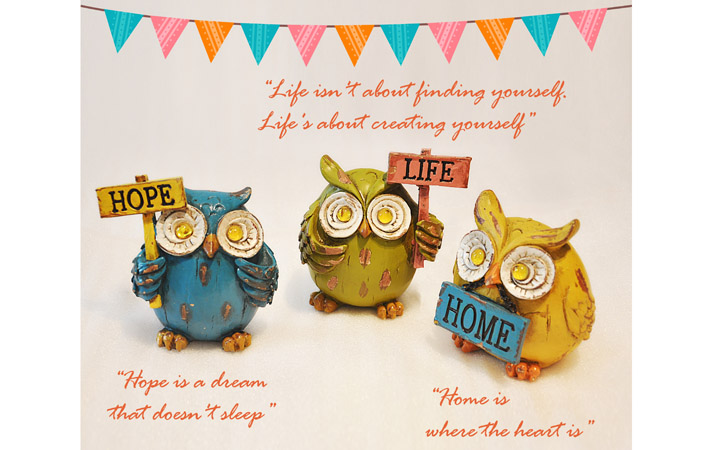 “Life isn't about finding yourself.
Life's about creating yourself”
HOPE
LIFE
HOME
“Hope is a dream
that doesn't sleep”
“Home is
where the heart is”